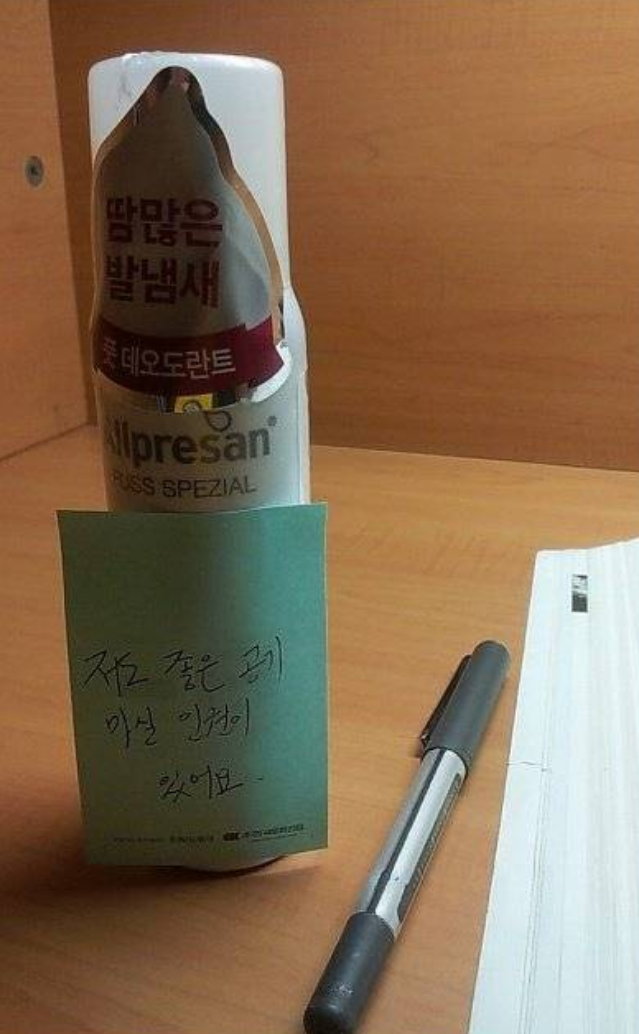 땀많은
발냄새
풋 데오도란트
Allpresan®
FUSS SPEZIAL
저도 좋은 공기
마실 인권이
있어요.